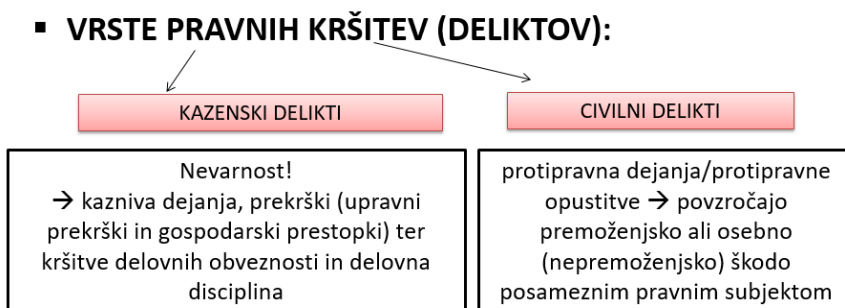 ▪ VRSTE PRAVNIH KRŠITEV (DELIKTOV):
KAZENSKI DELIKTI
CIVILNI DELIKTI
Nevarnost!
→ kazniva dejanja, prekrški (upravni
prekrški in gospodarski prestopki) ter
kršitve delovnih obveznosti in delovna
disciplina
protipravna dejanja/protipravne
opustitve → povzročajo
premoženjsko ali osebno
(nepremoženjsko) škodo
posameznim pravnim subjektom